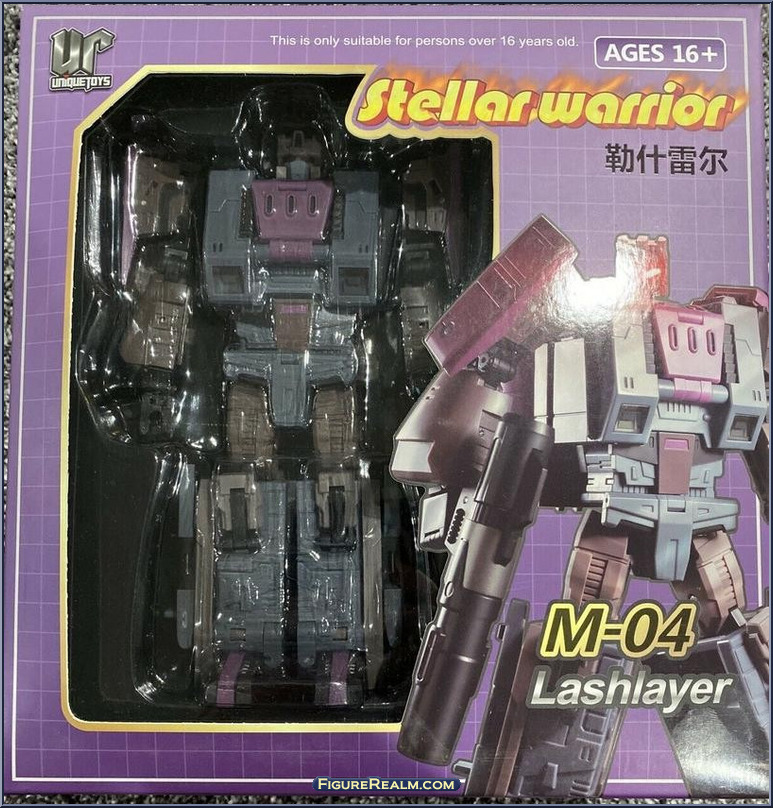 UR
UNIQUETOYS
This is only suitable for persons over 16 years old.
AGES 16+
Stellar warrior
勒什雷尔
M-04
Lashlayer
FIGUREREALM.COM